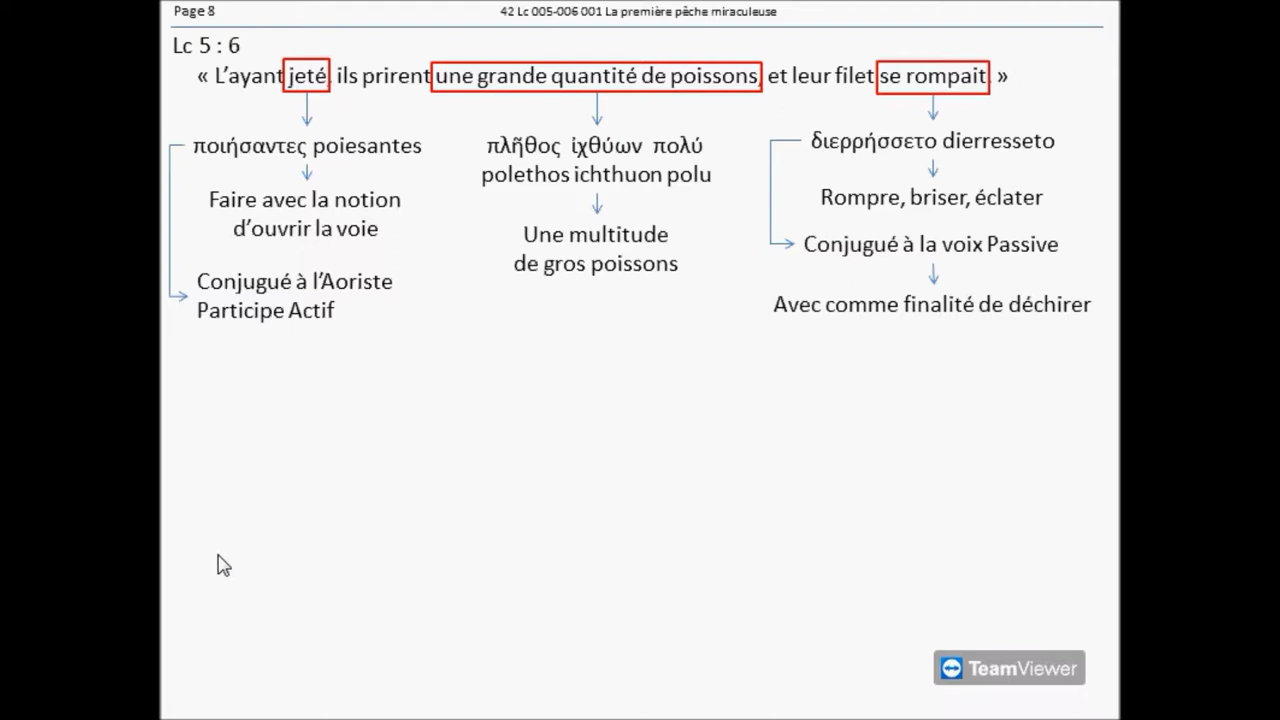 Page 8
42 Lc 005-006 001 La première pêche miraculeuse
Lc 5 : 6
« L'ayant jeté, ils prirent une grande quantité de poissons, et leur filet se rompait. »
ποιήσαντες poiesantes
Faire avec la notion
d'ouvrir la voie
Conjugué à l'Aoriste
Participe Actif
πλῆθος ἰχθύων πολύ
polethos ichthuon polu
Une multitude
de gros poissons
διερρήσσετο dierresseto
Rompre, briser, éclater
Conjugué à la voix Passive
Avec comme finalité de déchirer
TeamViewer